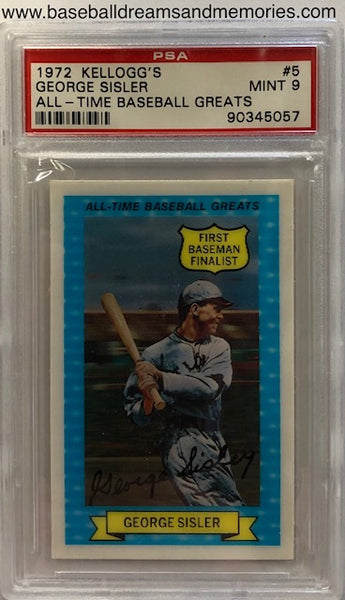 www.baseballdreamsandmemories.com
PSA
1972 KELLOGG'S #5
GEORGE SISLER MINT 9
ALL-TIME BASEBALL GREATS
90345057
ALL-TIME BASEBALL GREATS
FIRST
BASEMAN
FINALIST
George Sisler
GEORGE SISLER